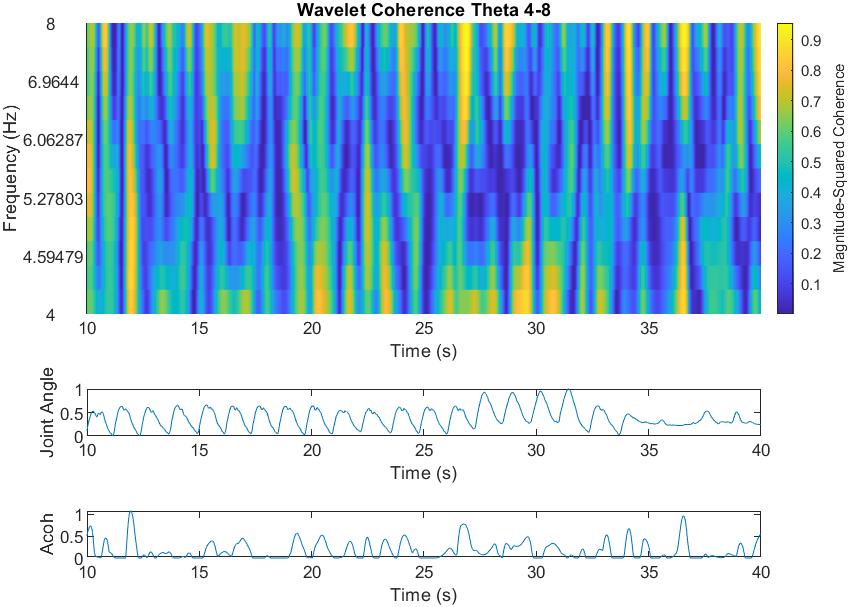 Wavelet Coherence Theta 4-8
8
6.9644
6.06287
5.27803
4.59479
4
Frequency (Hz)
10 15 20 25 30 35
Time (s)
0.9
0.8
0.7
0.6
0.5
0.4
0.3
0.2
0.1
Magnitude-Squared Coherence
Joint Angle
1
0.5
0
10 15 20 25 30 35 40
Time (s)
Acoh
1
0.5
0
10 15 20 25 30 35 40
Time (s)